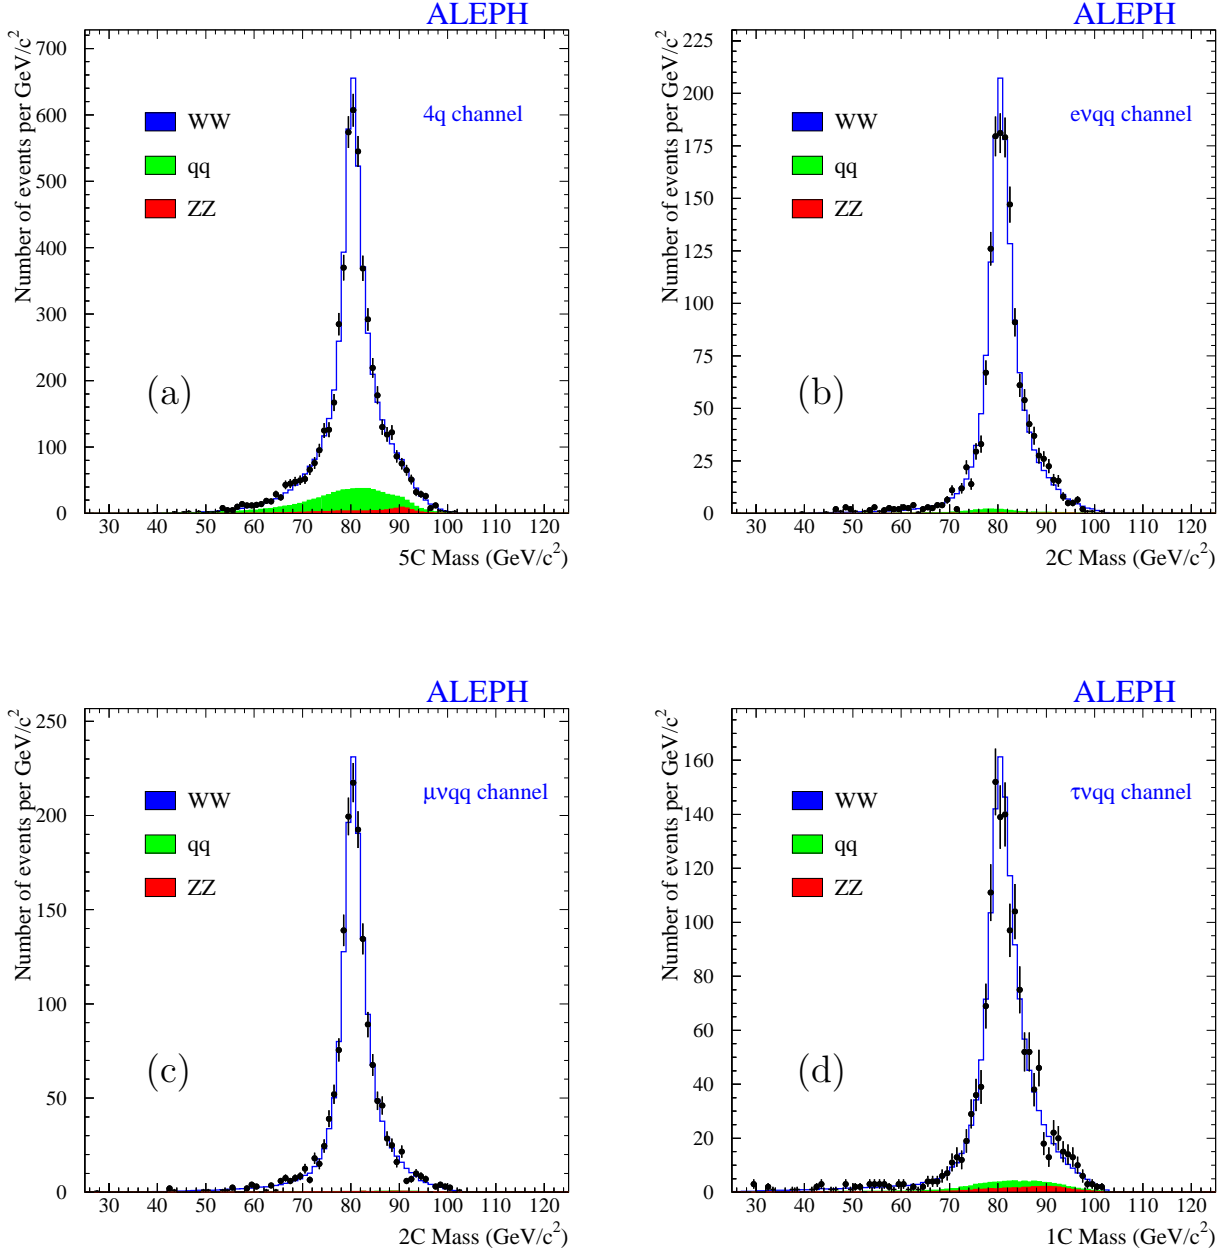 ALEPH
Number of events per GeV/c²
700
600
500
400
300
200
100
0
WW
qq
ZZ
4q channel
(a)
30 40 50 60 70 80 90 100 110 120
5C Mass (GeV/c²)
ALEPH
Number of events per GeV/c²
225
200
175
150
125
100
75
50
25
0
WW
qq
ZZ
eνqq channel
(b)
30 40 50 60 70 80 90 100 110 120
2C Mass (GeV/c²)
ALEPH
Number of events per GeV/c²
250
200
150
100
50
0
WW
qq
ZZ
μνqq channel
(c)
30 40 50 60 70 80 90 100 110 120
2C Mass (GeV/c²)
ALEPH
Number of events per GeV/c²
160
140
120
100
80
60
40
20
0
WW
qq
ZZ
τνqq channel
(d)
30 40 50 60 70 80 90 100 110 120
1C Mass (GeV/c²)